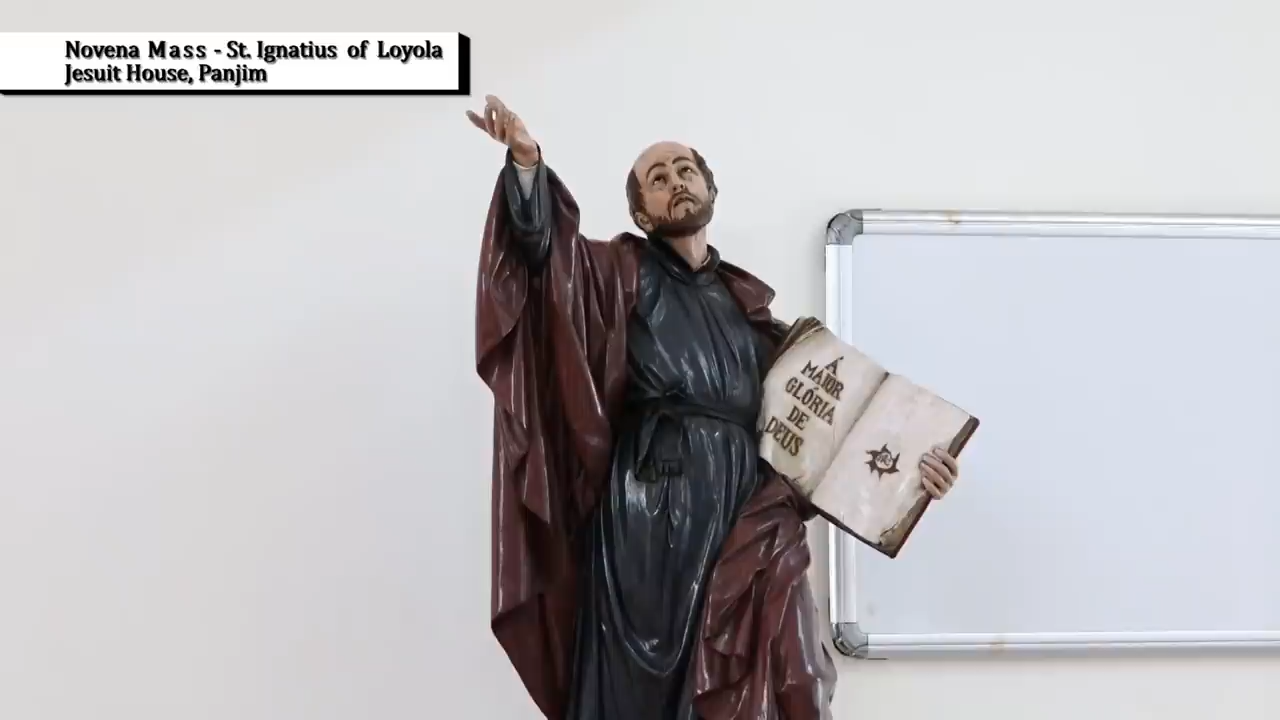 Novena Mass - St. Ignatius of Loyola
Jesuit House, Panjim
Á
MAIOR
GLÓRIA
DE
DEUS